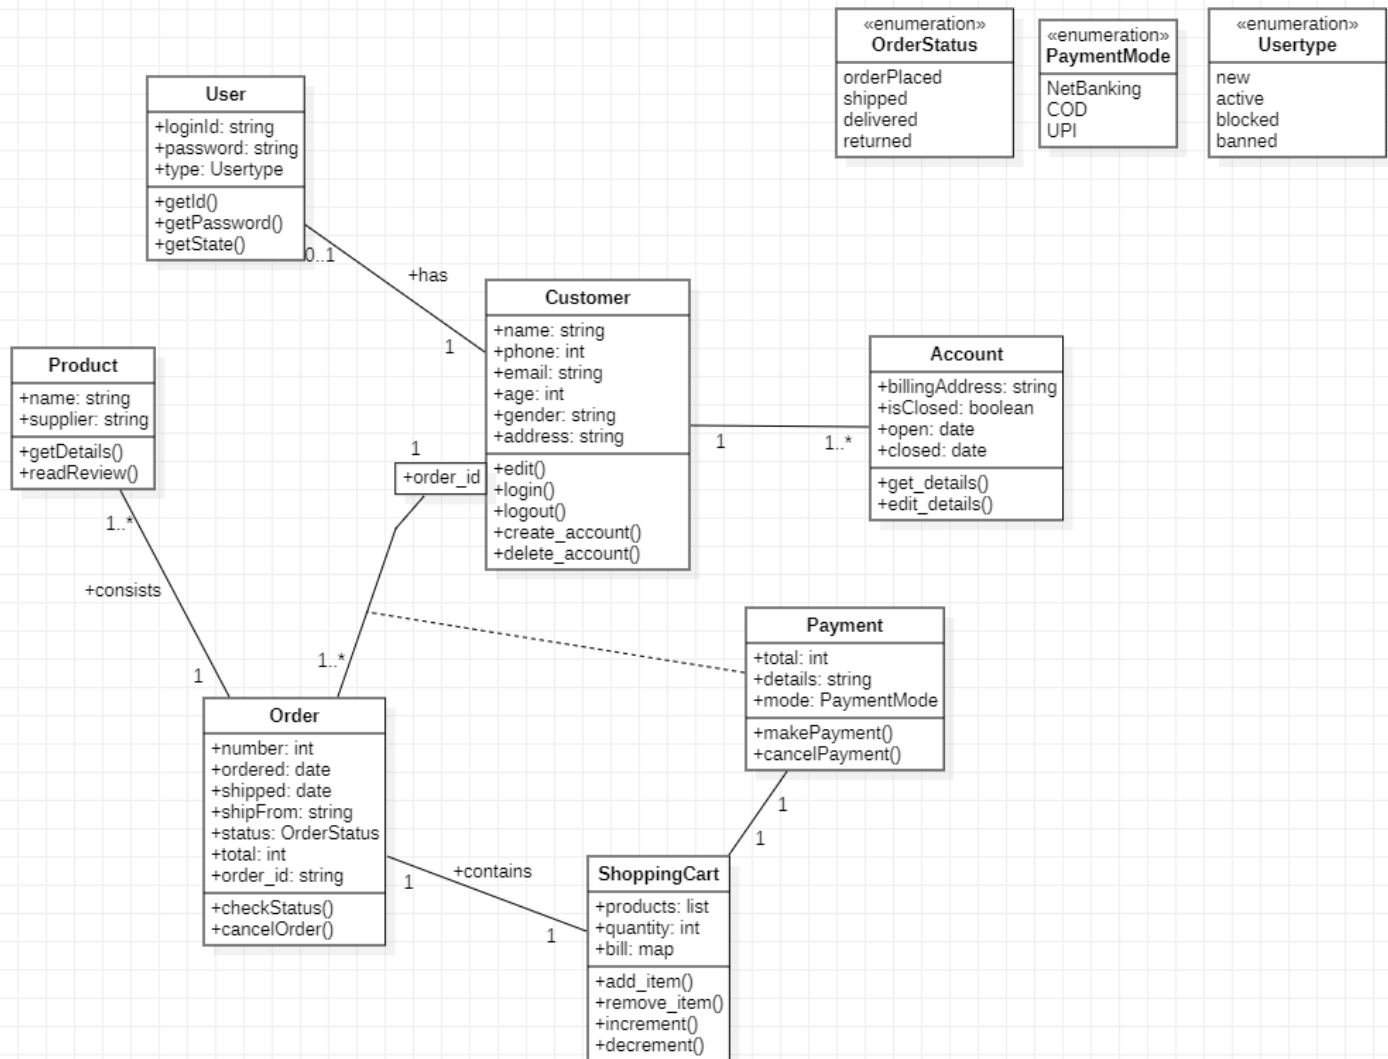 «enumeration»
OrderStatus
orderPlaced
shipped
delivered
returned
«enumeration»
PaymentMode
NetBanking
COD
UPI
«enumeration»
Usertype
new
active
blocked
banned
User
+loginId: string
+password: string
+type: Usertype
+getId()
+getPassword()
+getState()
0..1
+has
1
Customer
+name: string
+phone: int
+email: string
+age: int
+gender: string
+address: string
+edit()
+login()
+logout()
+create_account()
+delete_account()
Product
+name: string
+supplier: string
+getDetails()
+readReview()
Account
+billingAddress: string
+isClosed: boolean
+open: date
+closed: date
+get_details()
+edit_details()
1
1..*
1
+order_id
1..*
+consists
1
1..*
Payment
+total: int
+details: string
+mode: PaymentMode
+makePayment()
+cancelPayment()
Order
+number: int
+ordered: date
+shipped: date
+shipFrom: string
+status: OrderStatus
+total: int
+order_id: string
+checkStatus()
+cancelOrder()
1
1
1
+contains
1
ShoppingCart
+products: list
+quantity: int
+bill: map
+add_item()
+remove_item()
+increment()
+decrement()